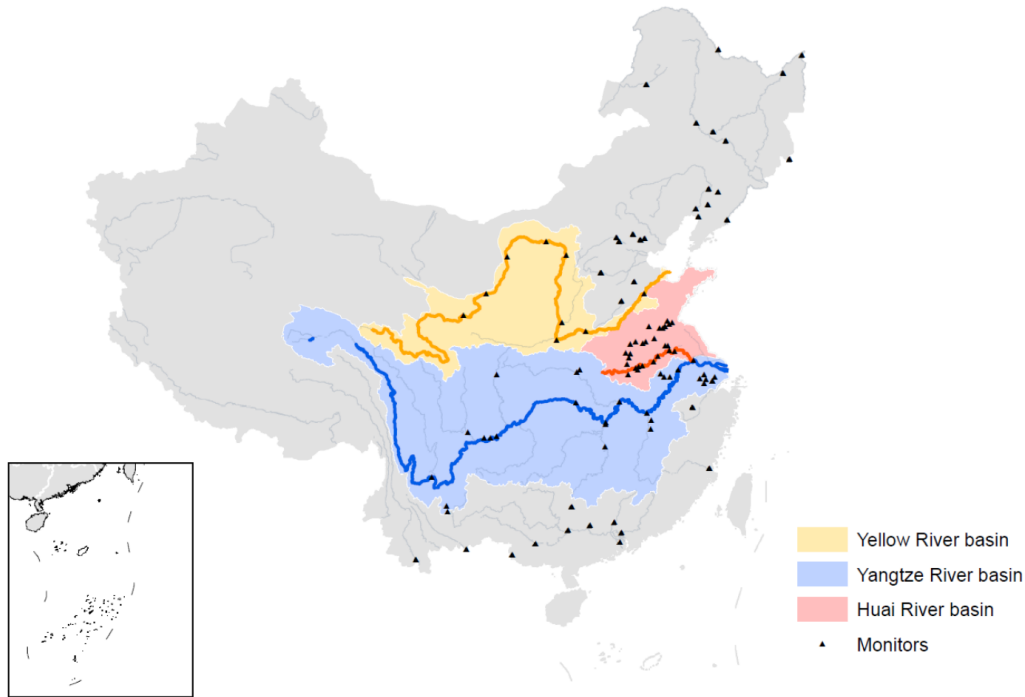 Yellow River basin
Yangtze River basin
Huai River basin
Monitors